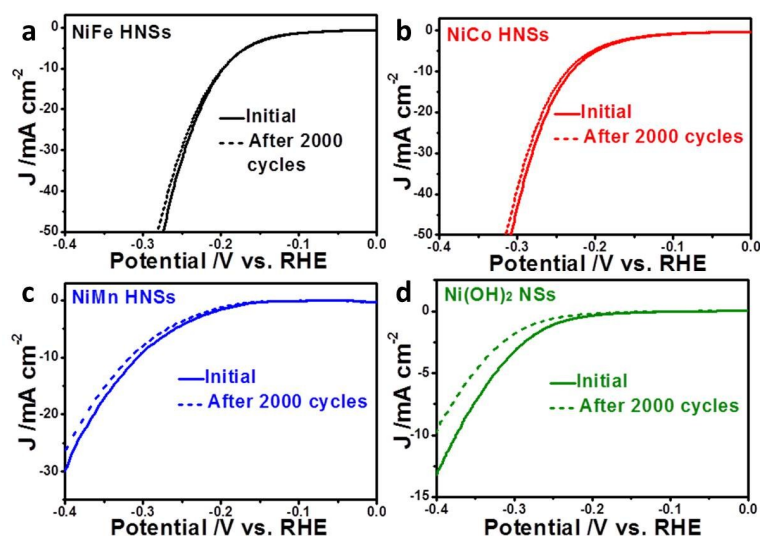 a
NiFe HNSs
0
-10
-20
-30
-40
-50
J /mA cm-2
Initial
After 2000
cycles
-0.4 -0.3 -0.2 -0.1 0.0
Potential /V vs. RHE
b
NiCo HNSs
0
-10
-20
-30
-40
-50
J /mA cm-2
Initial
After 2000 cycles
-0.4 -0.3 -0.2 -0.1 0.0
Potential /V vs. RHE
c
NiMn HNSs
0
-10
-20
-30
J /mA cm-2
Initial
After 2000 cycles
-0.4 -0.3 -0.2 -0.1 0.0
Potential /V vs. RHE
d
Ni(OH)₂ NSs
0
-5
-10
-15
J /mA cm-2
Initial
After 2000 cycles
-0.4 -0.3 -0.2 -0.1 0.0
Potential /V vs. RHE